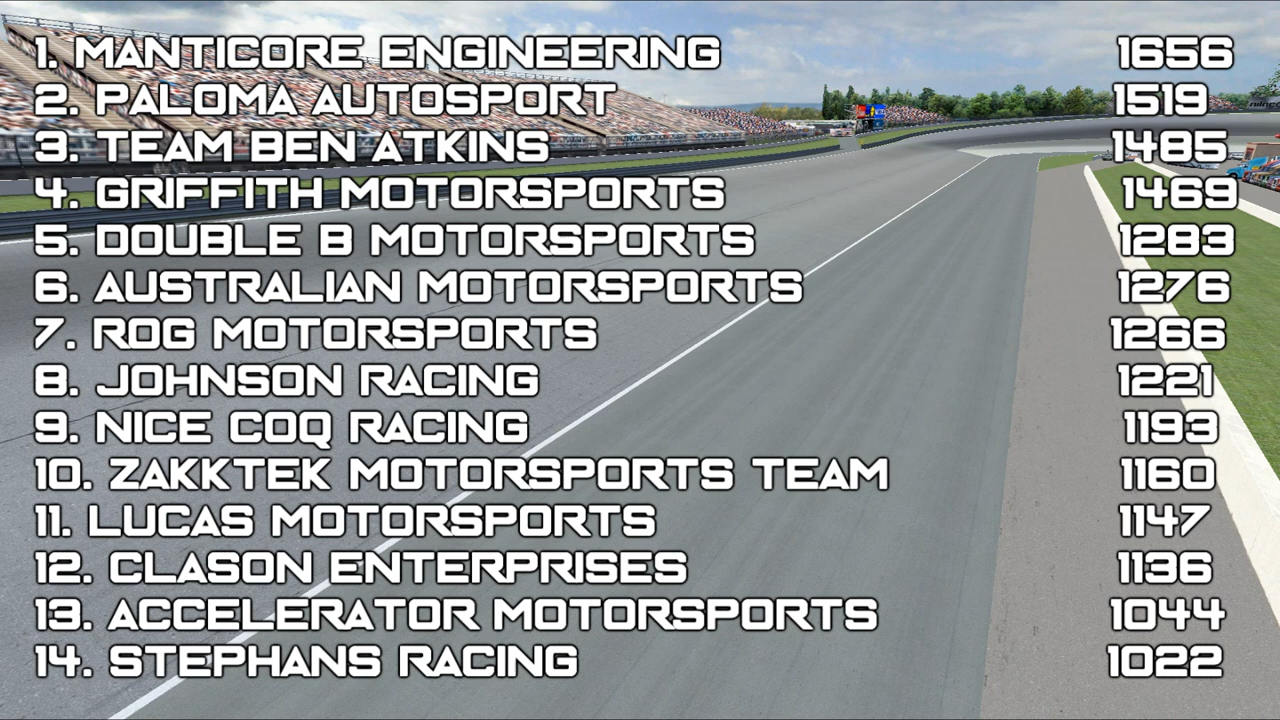 1. MANTICORE ENGINEERING 1656
2. PALOMA AUTOSPORT 1519
3. TEAM BEN ATKINS 1485
4. GRIFFITH MOTORSPORTS 1469
5. DOUBLE B MOTORSPORTS 1283
6. AUSTRALIAN MOTORSPORTS 1276
7. ROG MOTORSPORTS 1266
8. JOHNSON RACING 1221
9. NICE COQ RACING 1193
10. ZAKKTEK MOTORSPORTS TEAM 1160
11. LUCAS MOTORSPORTS 1147
12. CLASON ENTERPRISES 1136
13. ACCELERATOR MOTORSPORTS 1044
14. STEPHANS RACING 1022